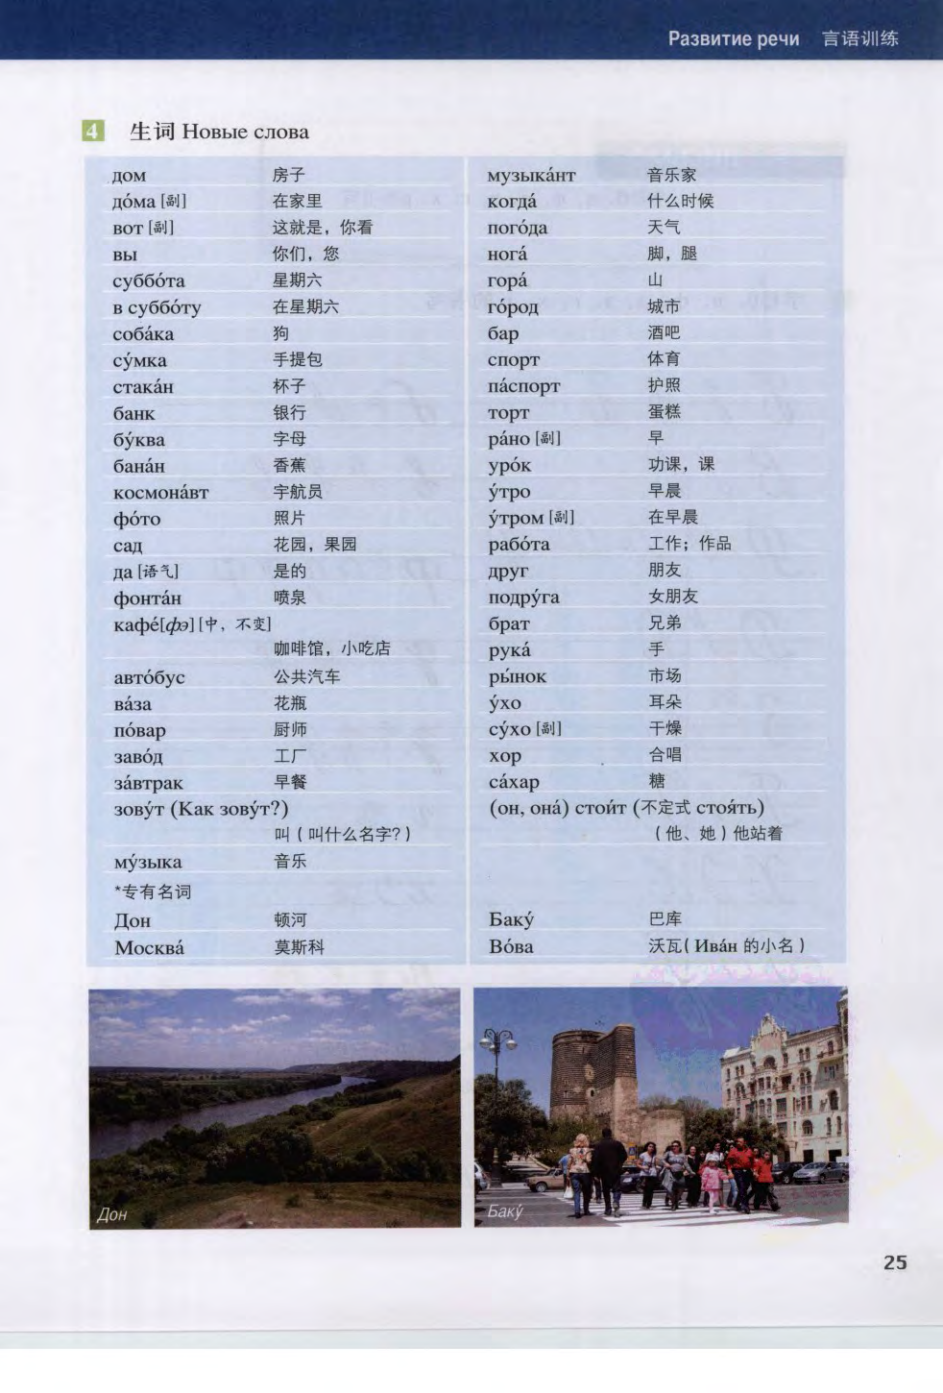 Развитие речи 言语训练
4 生词 Новые слова
дом 房子
до́ма [副] 在家里
вот [副] 这就是，你看
вы 你们，您
суббо́та 星期六
в суббо́ту 在星期六
соба́ка 狗
су́мка 手提包
стака́н 杯子
банк 银行
бу́ква 字母
бана́н 香蕉
космона́вт 宇航员
фо́то 照片
сад 花园，果园
да [语气] 是的
фонта́н 喷泉
кафе́[фэ] [中，不变]
咖啡馆，小吃店
авто́бус 公共汽车
ва́за 花瓶
по́вар 厨师
заво́д 工厂
за́втрак 早餐
зову́т (Как зову́т?)
叫（叫什么名字？）
му́зыка 音乐
*专有名词
Дон 顿河
Москва́ 莫斯科
музыка́нт 音乐家
когда́ 什么时候
пого́да 天气
нога́ 脚，腿
гора́ 山
го́род 城市
бар 酒吧
спорт 体育
па́спорт 护照
торт 蛋糕
ра́но [副] 早
уро́к 功课，课
у́тро 早晨
у́тром [副] 在早晨
рабо́та 工作；作品
друг 朋友
подру́га 女朋友
брат 兄弟
рука́ 手
ры́нок 市场
у́хо 耳朵
су́хо [副] 干燥
хор 合唱
са́хар 糖
(он, она́) стои́т (不定式 стоя́ть)
（他、她）他站着
Баку́ 巴库
Во́ва 沃瓦（Ива́н 的小名）
Дон
Баку́
25